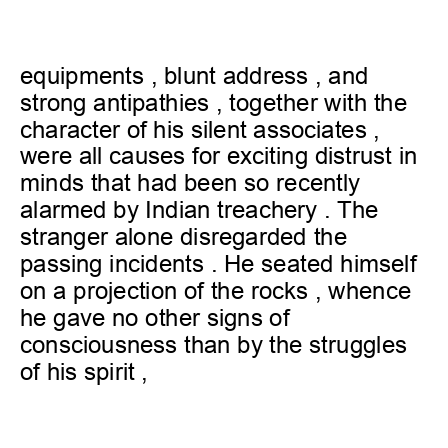 equipments , blunt address , and
strong antipathies , together with the
character of his silent associates ,
were all causes for exciting distrust in
minds that had been so recently
alarmed by Indian treachery . The
stranger alone disregarded the
passing incidents . He seated himself
on a projection of the rocks , whence
he gave no other signs of
consciousness than by the struggles
of his spirit ,